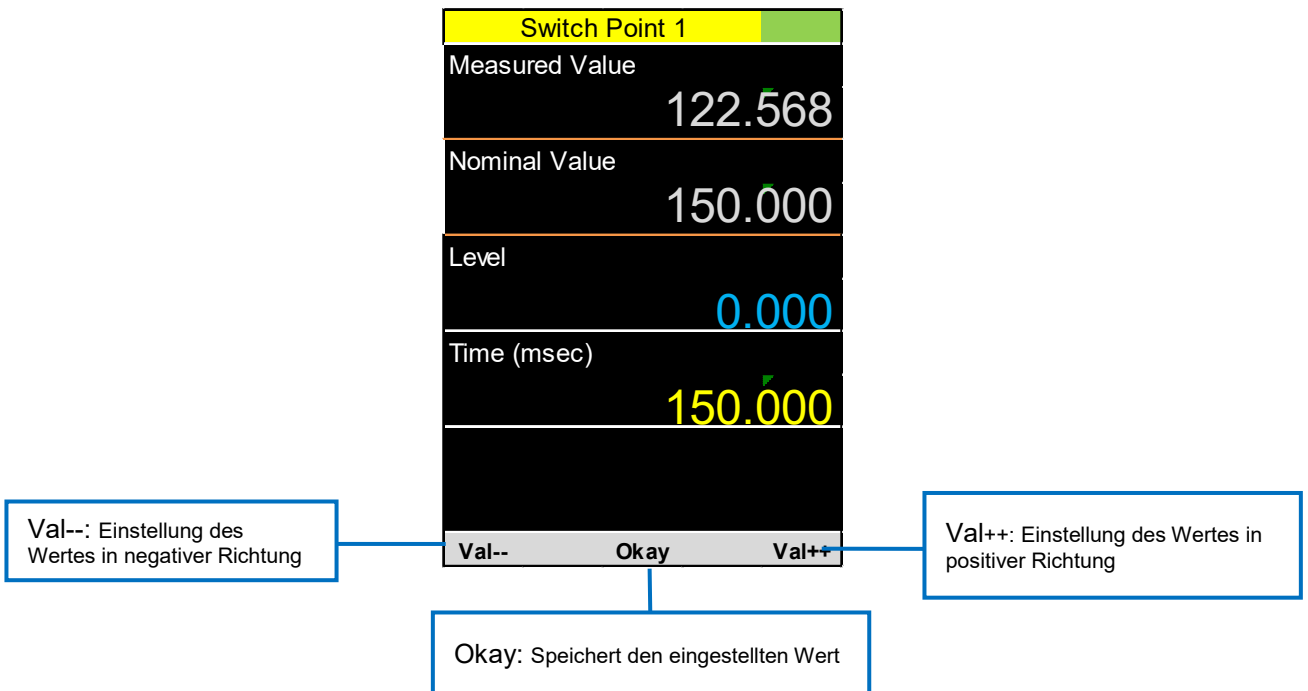 Switch Point 1
Measured Value
122.568
Nominal Value
150.000
Level
0.000
Time (msec)
150.000
Val-- Okay Val++
Val--: Einstellung des
Wertes in negativer Richtung
Val++: Einstellung des Wertes in
positiver Richtung
Okay: Speichert den eingestellten Wert